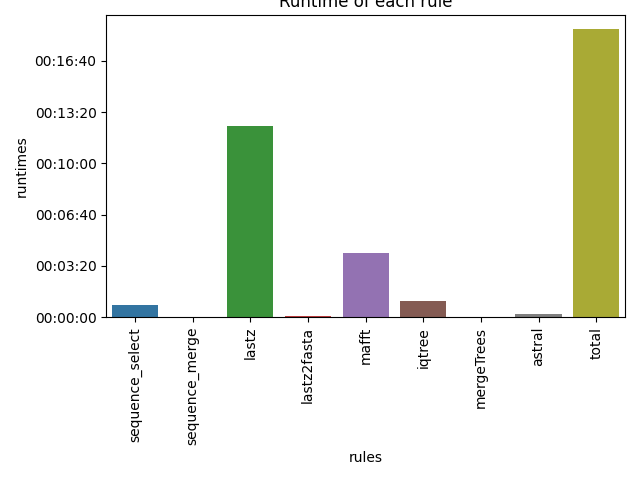 Runtime of each rule
00:16:40
00:13:20
00:10:00
00:06:40
00:03:20
00:00:00
runtimes
sequence_select
sequence_merge
lastz
lastz2fasta
mafft
iqtree
mergeTrees
astral
total
rules